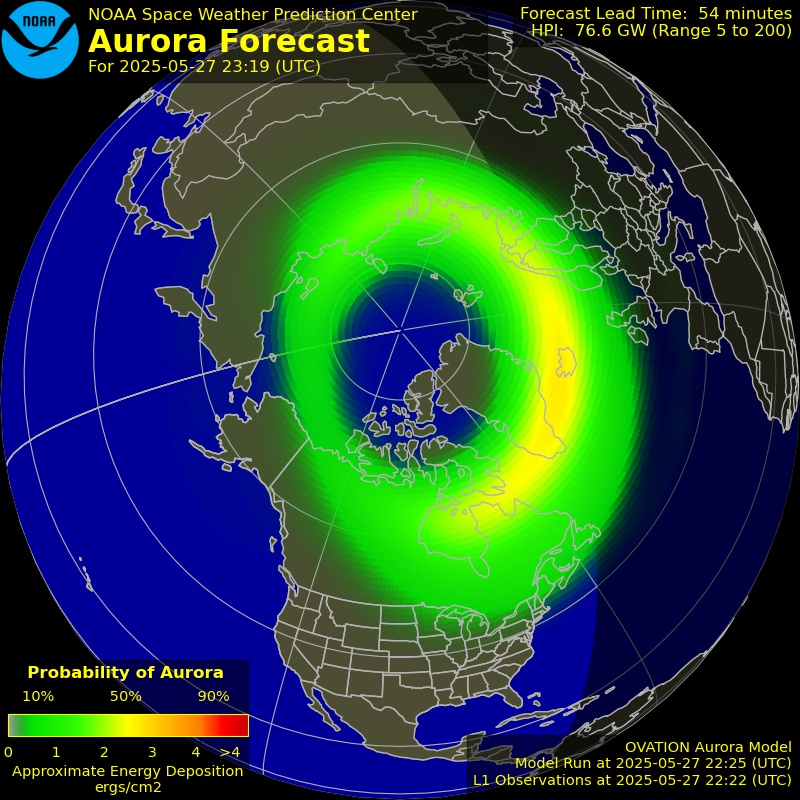 NOAA
NOAA Space Weather Prediction Center
Aurora Forecast
For 2025-05-27 23:19 (UTC)
Forecast Lead Time: 54 minutes
HPI: 76.6 GW (Range 5 to 200)
Probability of Aurora
10% 50% 90%
0 1 2 3 4 >4
Approximate Energy Deposition
ergs/cm2
OVATION Aurora Model
Model Run at 2025-05-27 22:25 (UTC)
L1 Observations at 2025-05-27 22:22 (UTC)